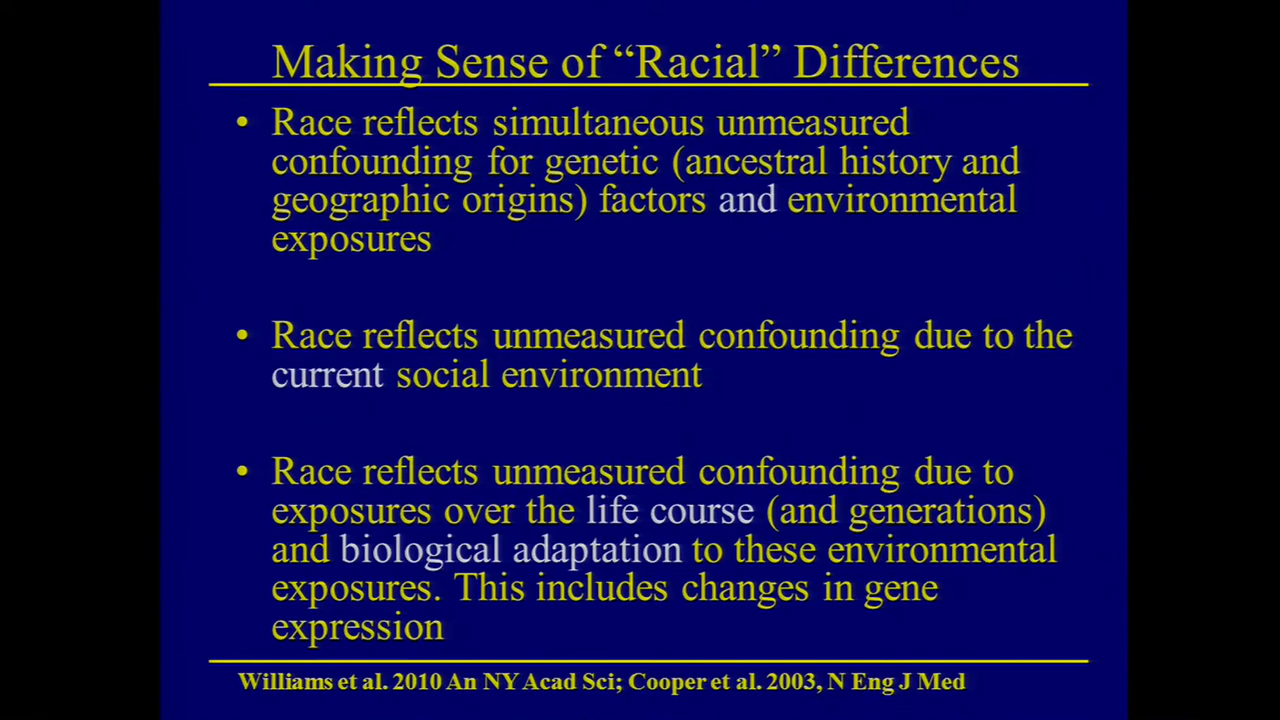 Making Sense of “Racial” Differences
• Race reflects simultaneous unmeasured
confounding for genetic (ancestral history and
geographic origins) factors and environmental
exposures
• Race reflects unmeasured confounding due to the
current social environment
• Race reflects unmeasured confounding due to
exposures over the life course (and generations)
and biological adaptation to these environmental
exposures. This includes changes in gene
expression
Williams et al. 2010 An NY Acad Sci; Cooper et al. 2003, N Eng J Med